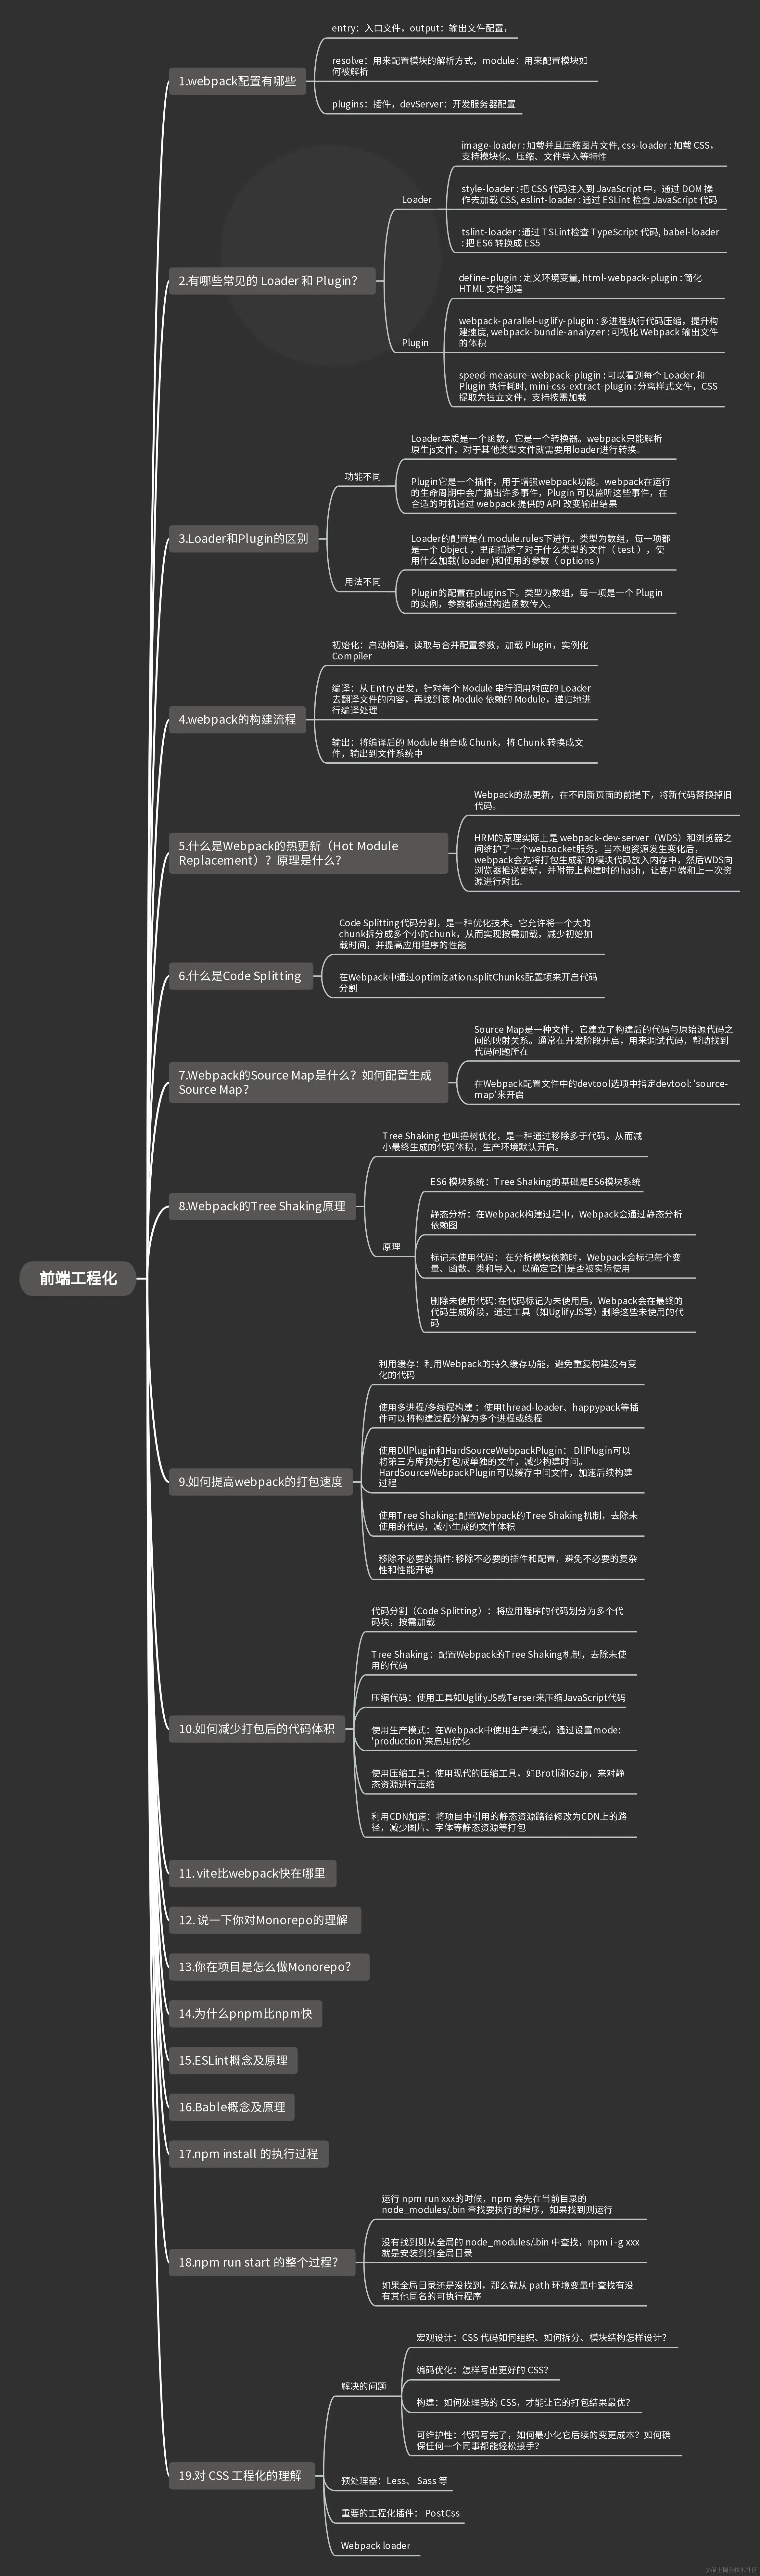 前端工程化
1.webpack配置有哪些
entry：入口文件，output：输出文件配置，
resolve：用来配置模块的解析方式，module：用来配置模块如
何被解析
plugins：插件，devServer：开发服务器配置
2.有哪些常见的 Loader 和 Plugin？
Loader
image-loader : 加载并且压缩图片文件, css-loader : 加载 CSS，
支持模块化、压缩、文件导入等特性
style-loader : 把 CSS 代码注入到 JavaScript 中，通过 DOM 操
作去加载 CSS, eslint-loader : 通过 ESLint 检查 JavaScript 代码
tslint-loader : 通过 TSLint检查 TypeScript 代码, babel-loader
: 把 ES6 转换成 ES5
Plugin
define-plugin : 定义环境变量, html-webpack-plugin : 简化
HTML 文件创建
webpack-parallel-uglify-plugin : 多进程执行代码压缩，提升构
建速度, webpack-bundle-analyzer : 可视化 Webpack 输出文件
的体积
speed-measure-webpack-plugin : 可以看到每个 Loader 和
Plugin 执行耗时, mini-css-extract-plugin : 分离样式文件，CSS
提取为独立文件，支持按需加载
3.Loader和Plugin的区别
功能不同
Loader本质是一个函数，它是一个转换器。webpack只能解析
原生js文件，对于其他类型文件就需要用loader进行转换。
Plugin它是一个插件，用于增强webpack功能。webpack在运行
的生命周期中会广播出许多事件，Plugin 可以监听这些事件，在
合适的时机通过 webpack 提供的 API 改变输出结果
用法不同
Loader的配置是在module.rules下进行。类型为数组，每⼀项都
是⼀个 Object ，⾥⾯描述了对于什么类型的⽂件（ test ），使
⽤什么加载( loader )和使⽤的参数（ options ）
Plugin的配置在plugins下。类型为数组，每一项是一个 Plugin
的实例，参数都通过构造函数传入。
4.webpack的构建流程
初始化：启动构建，读取与合并配置参数，加载 Plugin，实例化
Compiler
编译：从 Entry 出发，针对每个 Module 串行调用对应的 Loader
去翻译文件的内容，再找到该 Module 依赖的 Module，递归地进
行编译处理
输出：将编译后的 Module 组合成 Chunk，将 Chunk 转换成文
件，输出到文件系统中
5.什么是Webpack的热更新（Hot Module
Replacement）？原理是什么？
Webpack的热更新，在不刷新页面的前提下，将新代码替换掉旧
代码。
HRM的原理实际上是 webpack-dev-server（WDS）和浏览器之
间维护了一个websocket服务。当本地资源发生变化后，
webpack会先将打包生成新的模块代码放入内存中，然后WDS向
浏览器推送更新，并附带上构建时的hash，让客户端和上一次资
源进行对比.
6.什么是Code Splitting
Code Splitting代码分割，是一种优化技术。它允许将一个大的
chunk拆分成多个小的chunk，从而实现按需加载，减少初始加
载时间，并提高应用程序的性能
在Webpack中通过optimization.splitChunks配置项来开启代码
分割
7.Webpack的Source Map是什么？如何配置生成
Source Map？
Source Map是一种文件，它建立了构建后的代码与原始源代码之
间的映射关系。通常在开发阶段开启，用来调试代码，帮助找到
代码问题所在
在Webpack配置文件中的devtool选项中指定devtool: 'source-
map'来开启
8.Webpack的Tree Shaking原理
Tree Shaking 也叫摇树优化，是一种通过移除多于代码，从而减
小最终生成的代码体积，生产环境默认开启。
原理
ES6 模块系统：Tree Shaking的基础是ES6模块系统
静态分析：在Webpack构建过程中，Webpack会通过静态分析
依赖图
标记未使用代码： 在分析模块依赖时，Webpack会标记每个变
量、函数、类和导入，以确定它们是否被实际使用
删除未使用代码: 在代码标记为未使用后，Webpack会在最终的
代码生成阶段，通过工具（如UglifyJS等）删除这些未使用的代
码
9.如何提高webpack的打包速度
利用缓存：利用Webpack的持久缓存功能，避免重复构建没有变
化的代码
使用多进程/多线程构建 ：使用thread-loader、happypack等插
件可以将构建过程分解为多个进程或线程
使用DllPlugin和HardSourceWebpackPlugin： DllPlugin可以
将第三方库预先打包成单独的文件，减少构建时间。
HardSourceWebpackPlugin可以缓存中间文件，加速后续构建
过程
使用Tree Shaking: 配置Webpack的Tree Shaking机制，去除未
使用的代码，减小生成的文件体积
移除不必要的插件: 移除不必要的插件和配置，避免不必要的复杂
性和性能开销
10.如何减少打包后的代码体积
代码分割（Code Splitting）：将应用程序的代码划分为多个代
码块，按需加载
Tree Shaking：配置Webpack的Tree Shaking机制，去除未使
用的代码
压缩代码：使用工具如UglifyJS或Terser来压缩JavaScript代码
使用生产模式：在Webpack中使用生产模式，通过设置mode:
'production'来启用优化
使用压缩工具：使用现代的压缩工具，如Brotli和Gzip，来对静
态资源进行压缩
利用CDN加速：将项目中引用的静态资源路径修改为CDN上的路
径，减少图片、字体等静态资源等打包
11. vite比webpack快在哪里
12. 说一下你对Monorepo的理解
13.你在项目是怎么做Monorepo？
14.为什么pnpm比npm快
15.ESLint概念及原理
16.Bable概念及原理
17.npm install 的执行过程
18.npm run start 的整个过程？
运行 npm run xxx的时候，npm 会先在当前目录的
node_modules/.bin 查找要执行的程序，如果找到则运行
没有找到则从全局的 node_modules/.bin 中查找，npm i -g xxx
就是安装到到全局目录
如果全局目录还是没找到，那么就从 path 环境变量中查找有没
有其他同名的可执行程序
19.对 CSS 工程化的理解
解决的问题
宏观设计：CSS 代码如何组织、如何拆分、模块结构怎样设计？
编码优化：怎样写出更好的 CSS？
构建：如何处理我的 CSS，才能让它的打包结果最优？
可维护性：代码写完了，如何最小化它后续的变更成本？如何确
保任何一个同事都能轻松接手？
预处理器：Less、 Sass 等
重要的工程化插件： PostCss
Webpack loader
@稀土掘金技术社区